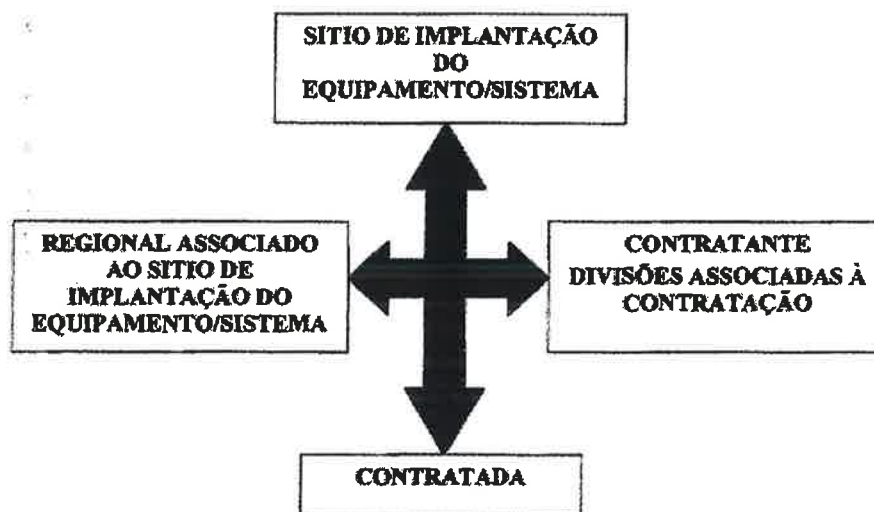 SITIO DE IMPLANTAÇÃO
DO
EQUIPAMENTO/SISTEMA
REGIONAL ASSOCIADO
AO SITIO DE
IMPLANTAÇÃO DO
EQUIPAMENTO/SISTEMA
CONTRATANTE
DIVISÕES ASSOCIADAS À
CONTRATAÇÃO
CONTRATADA